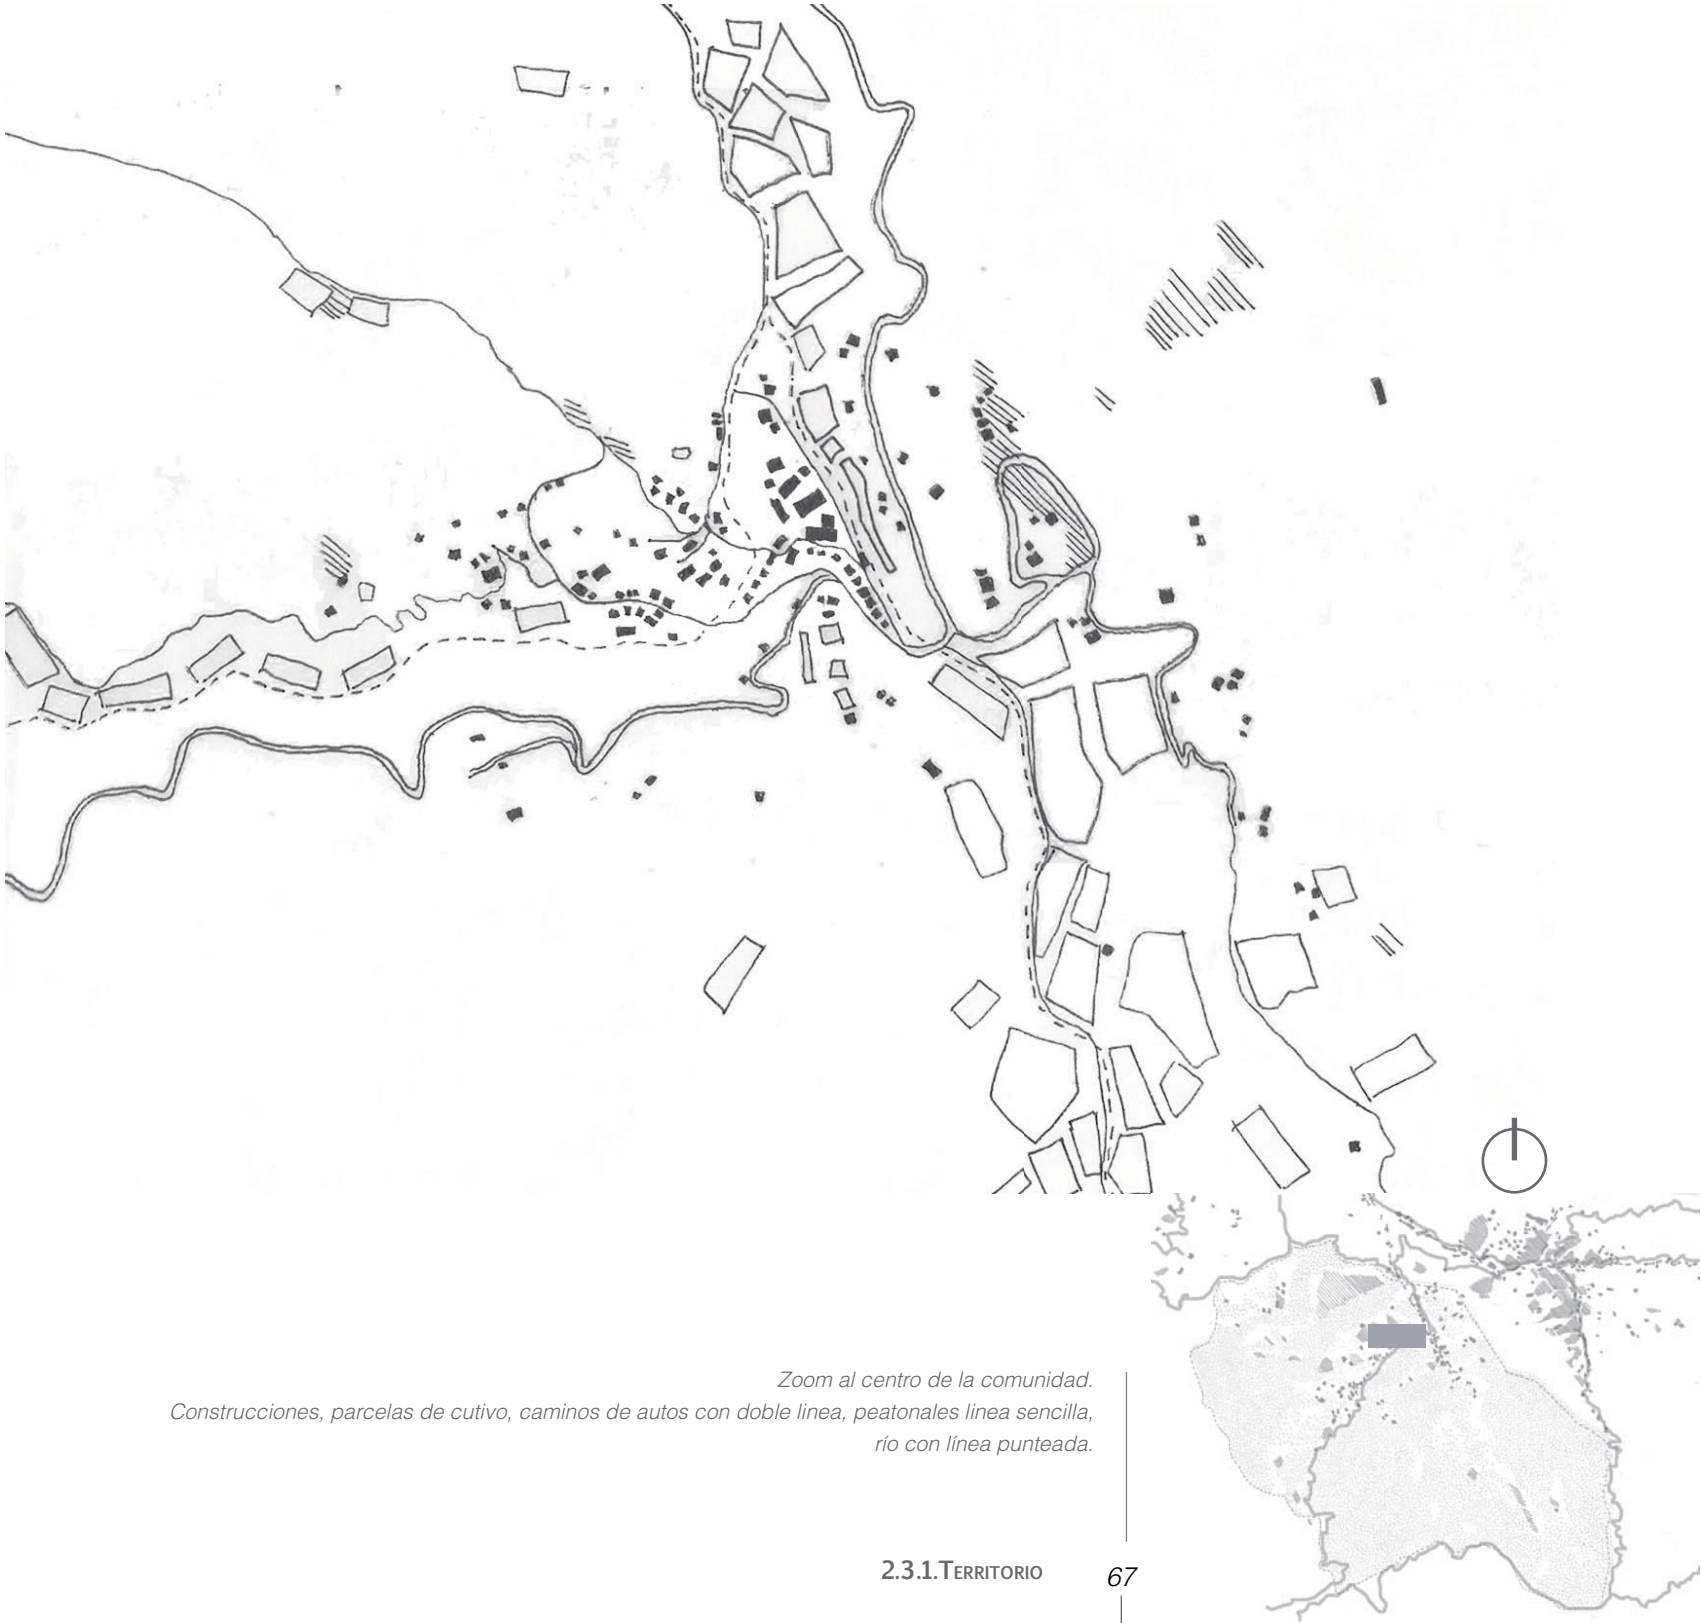 Zoom al centro de la comunidad.
Construcciones, parcelas de cutivo, caminos de autos con doble linea, peatonales linea sencilla,
río con línea punteada.
2.3.1.Territorio
67